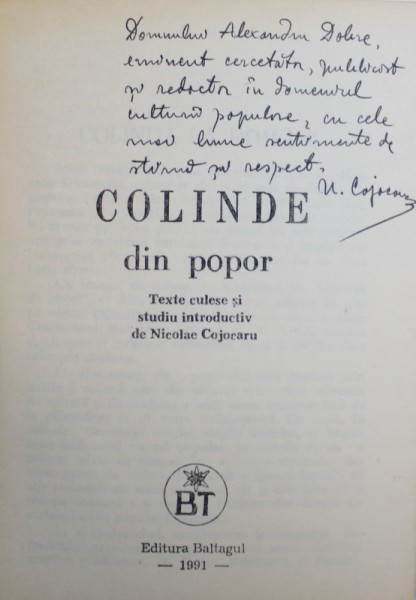 Domnului Alexandru Dobre,
eminent cercetător, publicist
și redactor în domeniul
culturii populare, cu cele
mai bune sentimente de
stimă și respect.
N. Cojocaru
COLINDE
din popor
Texte culese și
studiu introductiv
de Nicolae Cojocaru
BT
Editura Baltagul
— 1991 —